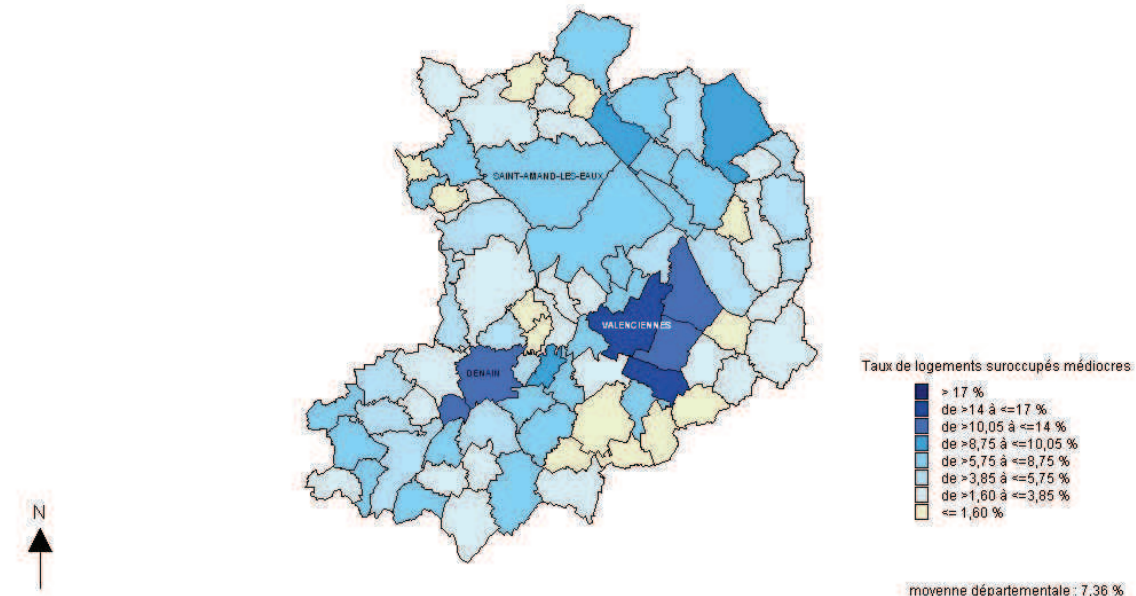 SAINT-AMAND-LES-EAUX
VALENCIENNES
DENAIN
Taux de logements suroccupés médiocres
> 17 %
de >14 à <=17 %
de >10,05 à <=14 %
de >8,75 à <=10,05 %
de >5,75 à <=8,75 %
de >3,85 à <=5,75 %
de >1,60 à <=3,85 %
<= 1,60 %
N
moyenne départementale : 7,36 %